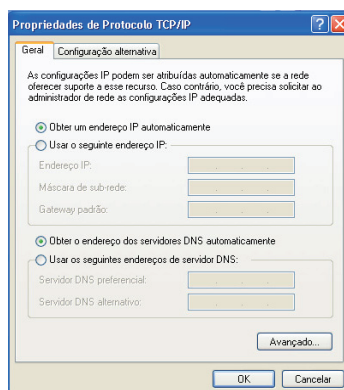 Propriedades de Protocolo TCP/IP
Geral
Configuração alternativa
As configurações IP podem ser atribuídas automaticamente se a rede
oferecer suporte a esse recurso. Caso contrário, você precisa solicitar ao
administrador de rede as configurações IP adequadas.
Obter um endereço IP automaticamente
Usar o seguinte endereço IP:
Endereço IP:
Máscara de sub-rede:
Gateway padrão:
Obter o endereço dos servidores DNS automaticamente
Usar os seguintes endereços de servidor DNS:
Servidor DNS preferencial:
Servidor DNS alternativo:
Avançado...
OK
Cancelar